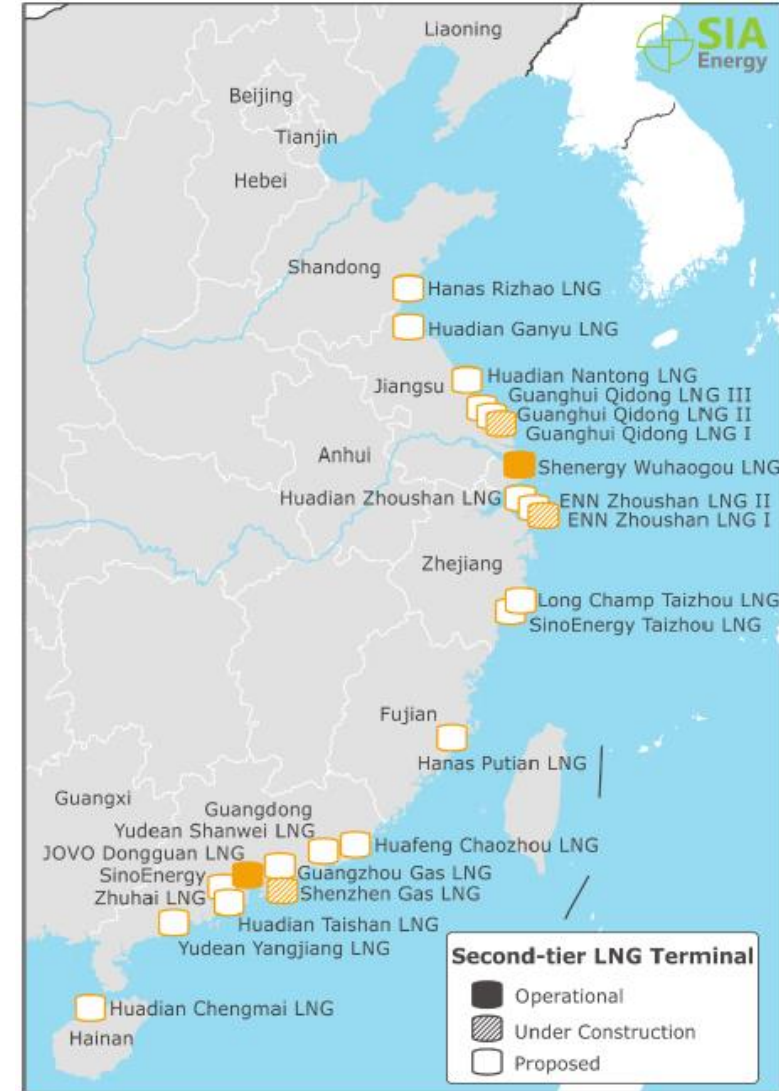 SIA
Energy
Liaoning
Beijing
Tianjin
Hebei
Shandong
Hanas Rizhao LNG
Huadian Ganyu LNG
Huadian Nantong LNG
Jiangsu
Guanghui Qidong LNG III
Guanghui Qidong LNG II
Guanghui Qidong LNG I
Anhui
Shenergy Wuhaogou LNG
Huadian Zhoushan LNG
ENN Zhoushan LNG II
ENN Zhoushan LNG I
Zhejiang
Long Champ Taizhou LNG
SinoEnergy Taizhou LNG
Fujian
Hanas Putian LNG
Guangxi
Guangdong
Yudean Shanwei LNG
Huafeng Chaozhou LNG
JOVO Dongguan LNG
SinoEnergy
Zhuhai LNG
Guangzhou Gas LNG
Shenzhen Gas LNG
Huadian Taishan LNG
Yudean Yangjiang LNG
Huadian Chengmai LNG
Hainan
Second-tier LNG Terminal
Operational
Under Construction
Proposed